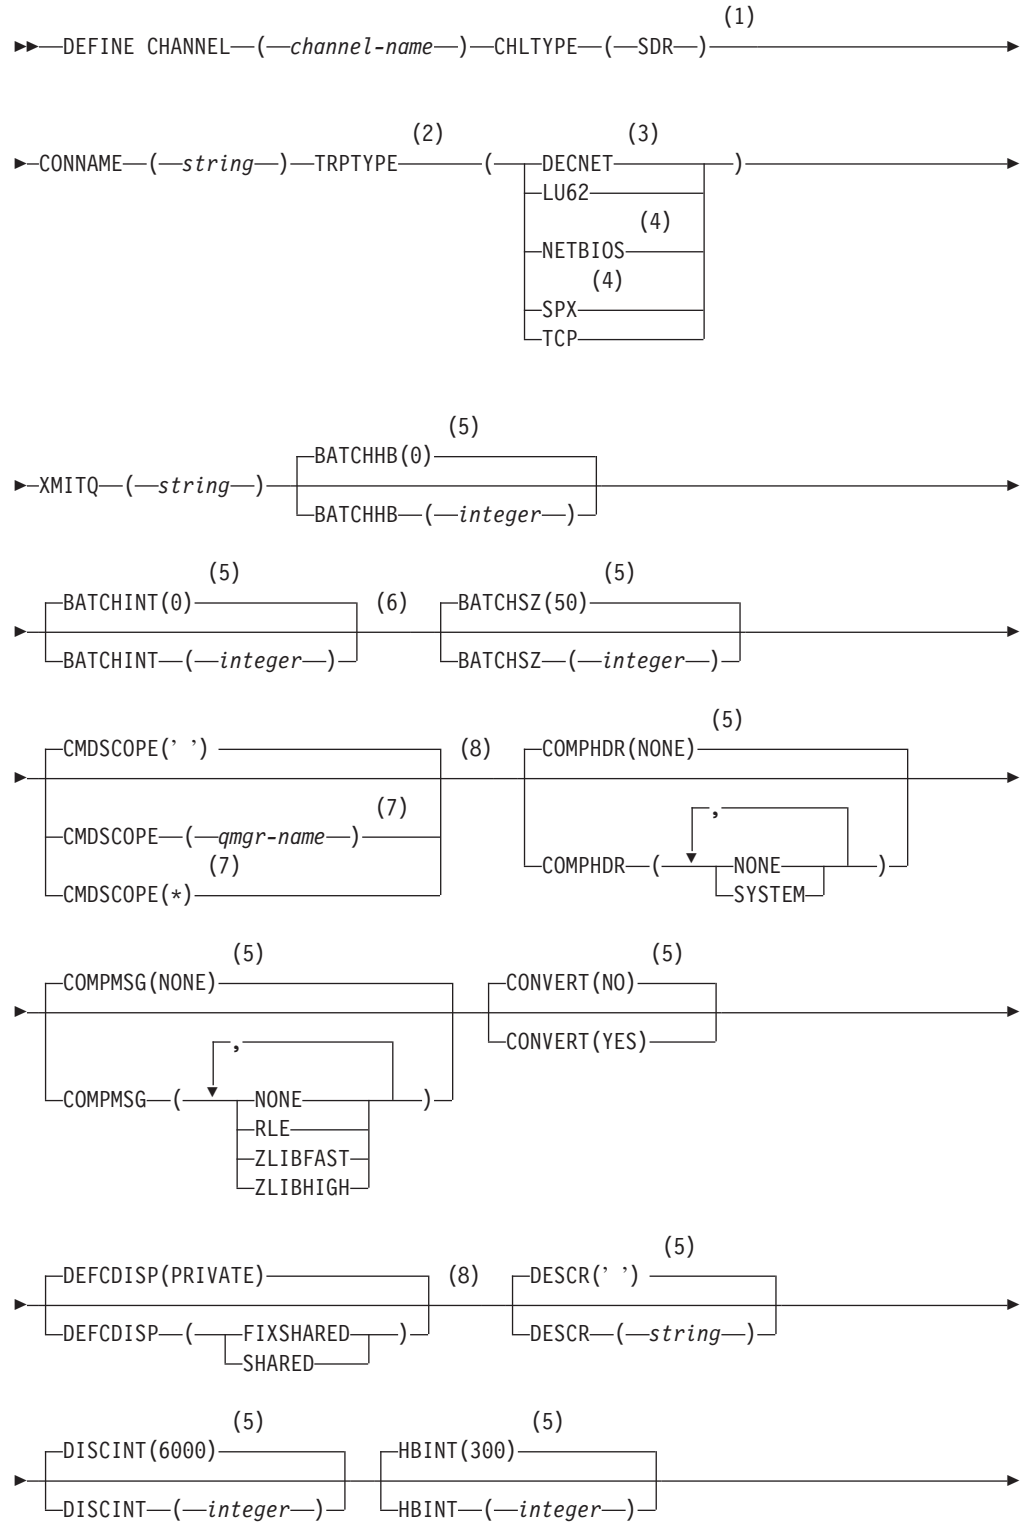 (1)
DEFINE CHANNEL ( channel-name ) CHLTYPE ( SDR )
(2) (3)
CONNAME ( string ) TRPTYPE ( DECNET )
LU62
(4)
NETBIOS
(4)
SPX
TCP
(5)
BATCHHB(0)
XMITQ ( string )
BATCHHB ( integer )
(5) (5)
BATCHINT(0) (6) BATCHSZ(50)
BATCHINT ( integer ) BATCHSZ ( integer )
(5)
CMDSCOPE(’ ’) (8) COMPHDR(NONE)
(7) ,
CMDSCOPE ( qmgr-name )
(7) COMPHDR ( NONE )
CMDSCOPE(*) SYSTEM
(5) (5)
COMPMSG(NONE) CONVERT(NO)
, CONVERT(YES)
COMPMSG ( NONE )
RLE
ZLIBFAST
ZLIBHIGH
(5)
DEFCDISP(PRIVATE) (8) DESCR(’ ’)
DEFCDISP ( FIXSHARED ) DESCR ( string )
SHARED
(5) (5)
DISCINT(6000) HBINT(300)
DISCINT ( integer ) HBINT ( integer )